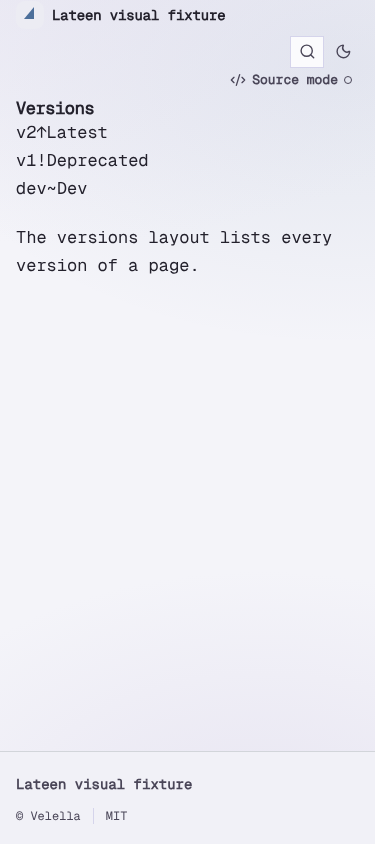 Lateen visual fixture
</> Source mode
Versions
v2↑Latest
v1!Deprecated
dev~Dev
The versions layout lists every
version of a page.
Lateen visual fixture
© Velella
MIT